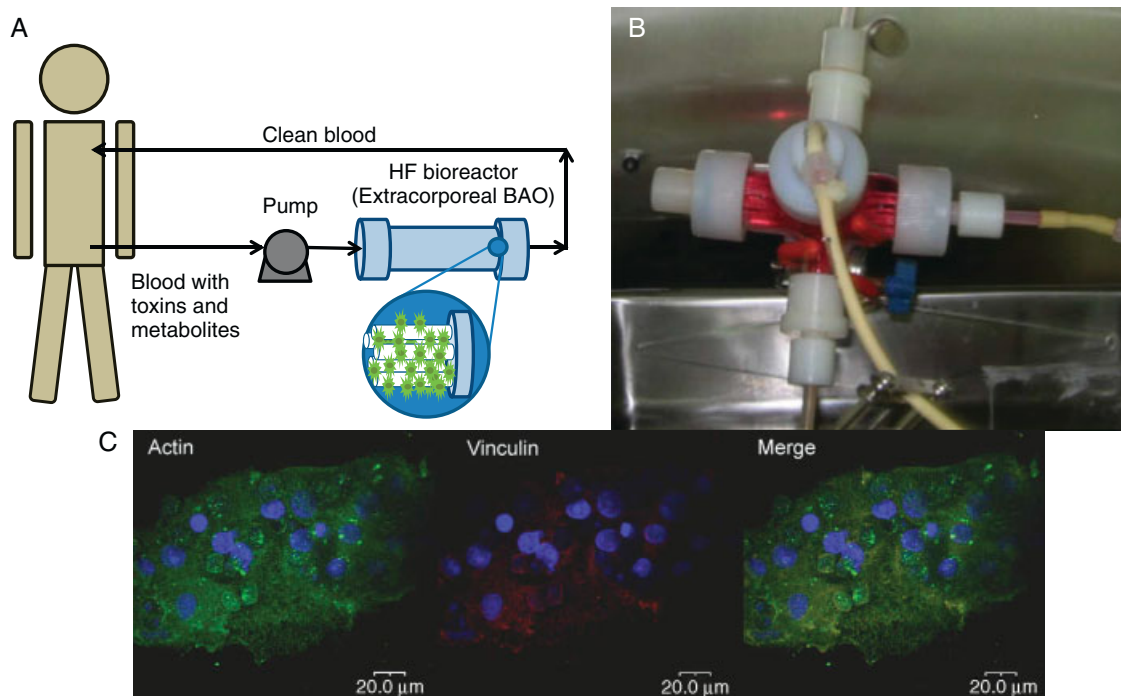 A
B
Clean blood
HF bioreactor
(Extracorporeal BAO)
Pump
Blood with
toxins and
metabolites
C
Actin
Vinculin
Merge
20.0 µm
20.0 µm
20.0 µm